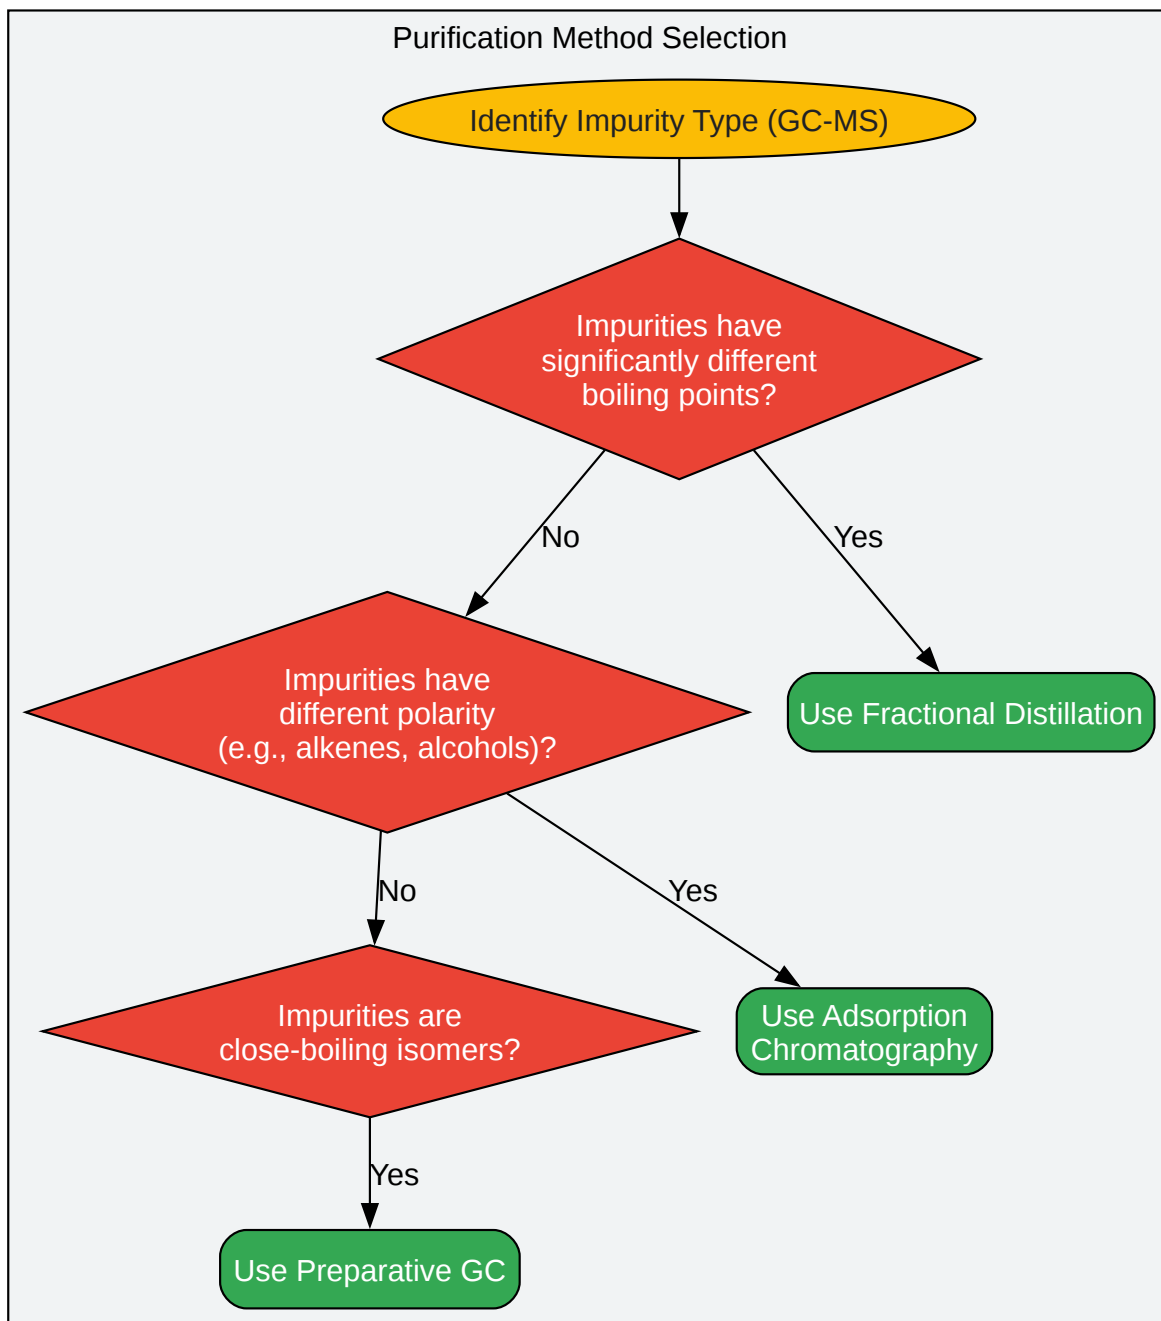 Purification Method Selection
Identify Impurity Type (GC-MS)
Impurities have
significantly different
boiling points?
No
Yes
Impurities have
different polarity
(e.g., alkenes, alcohols)?
Use Fractional Distillation
No
Yes
Impurities are
close-boiling isomers?
Use Adsorption
Chromatography
Yes
Use Preparative GC